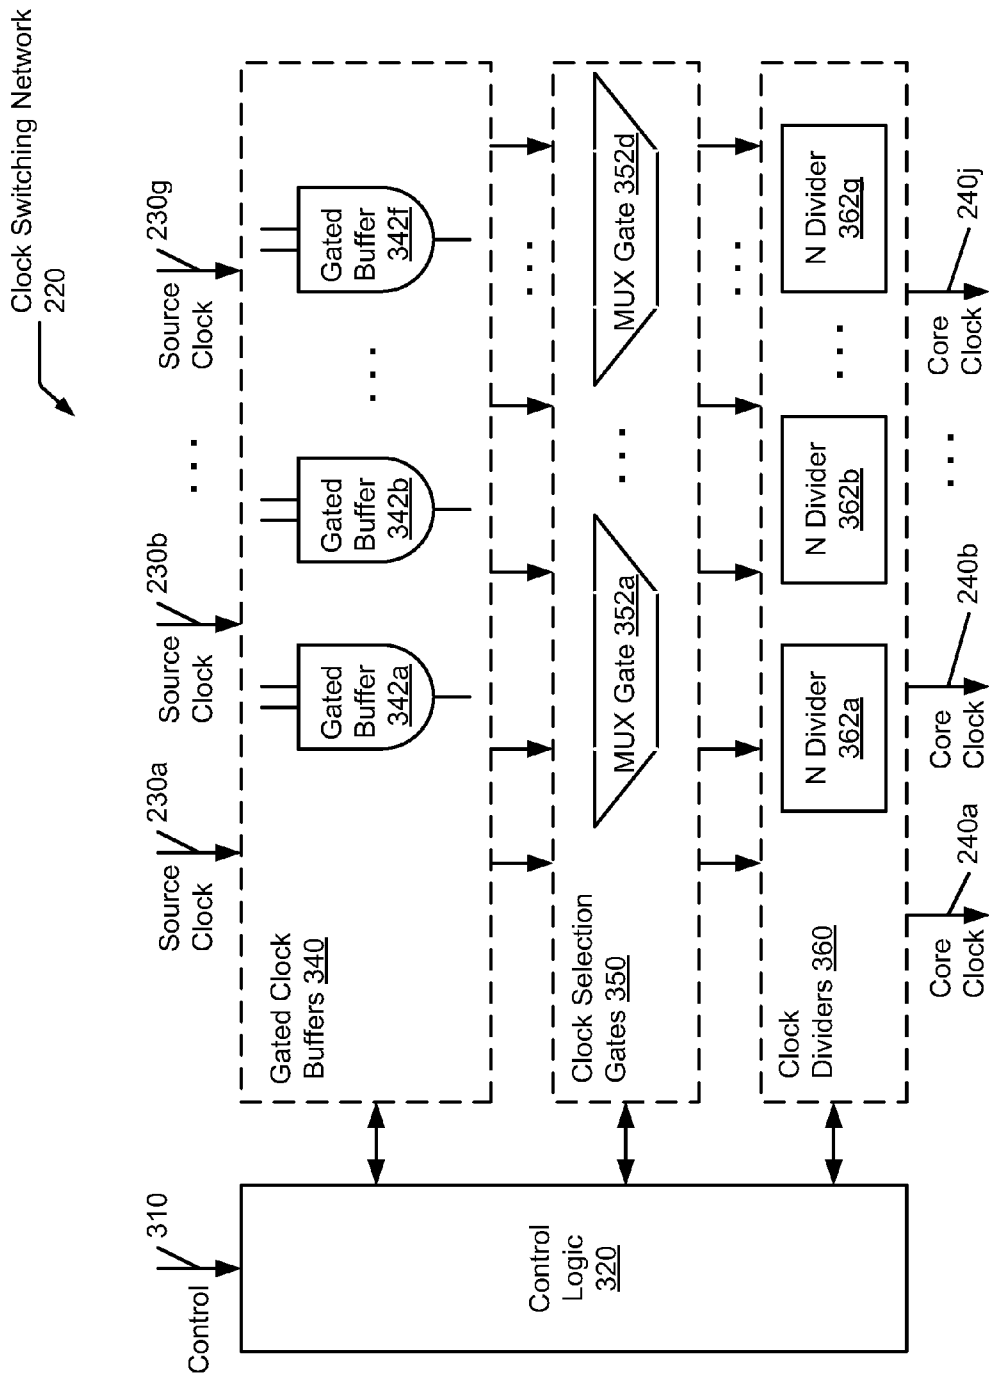 Clock Switching Network
220
Control
310
Source
Clock
230a
Source
Clock
230b
. . .
Source
Clock
230g
Gated Clock
Buffers 340
Gated
Buffer
342a
Gated
Buffer
342b
. . .
Gated
Buffer
342f
Control
Logic
320
. . .
Clock Selection
Gates 350
MUX Gate 352a
. . .
MUX Gate 352d
. . .
Clock
Dividers 360
N Divider
362a
N Divider
362b
. . .
N Divider
362g
Core
Clock
240a
Core
Clock
240b
. . .
Core
Clock
240j